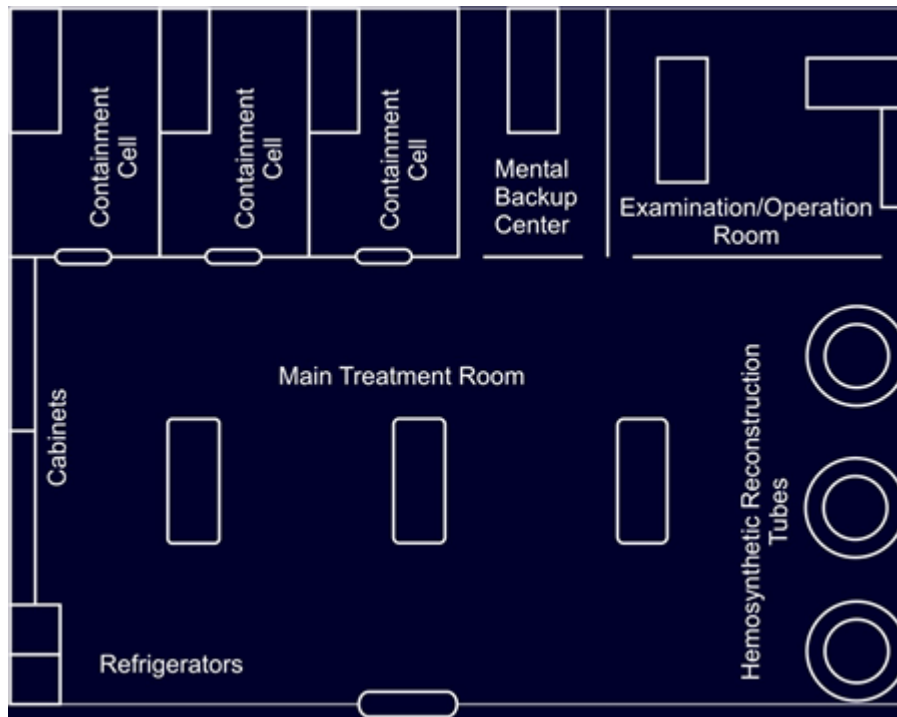 Containment
Cell
Containment
Cell
Containment
Cell
Mental
Backup
Center
Examination/Operation
Room
Main Treatment Room
Cabinets
Hemosynthetic Reconstruction
Tubes
Refrigerators